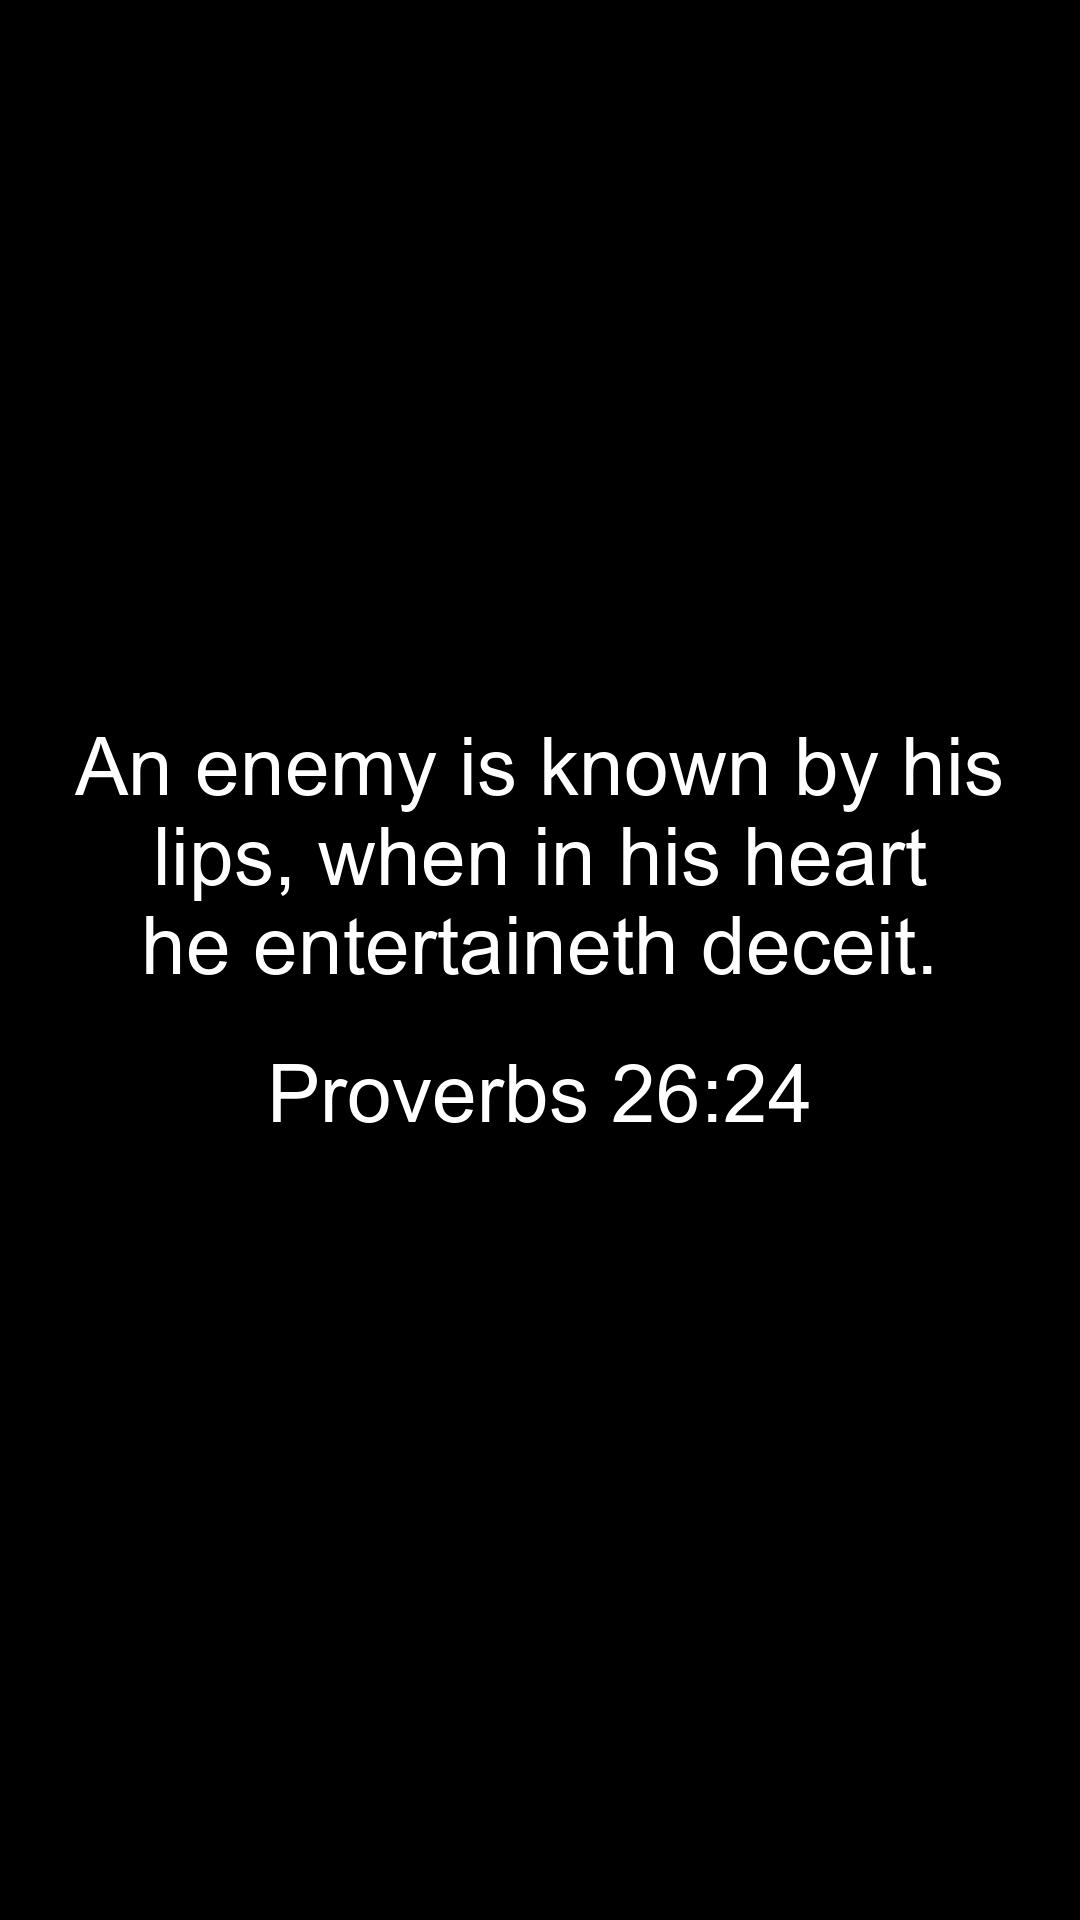 An enemy is known by his
lips, when in his heart
he entertaineth deceit.
Proverbs 26:24